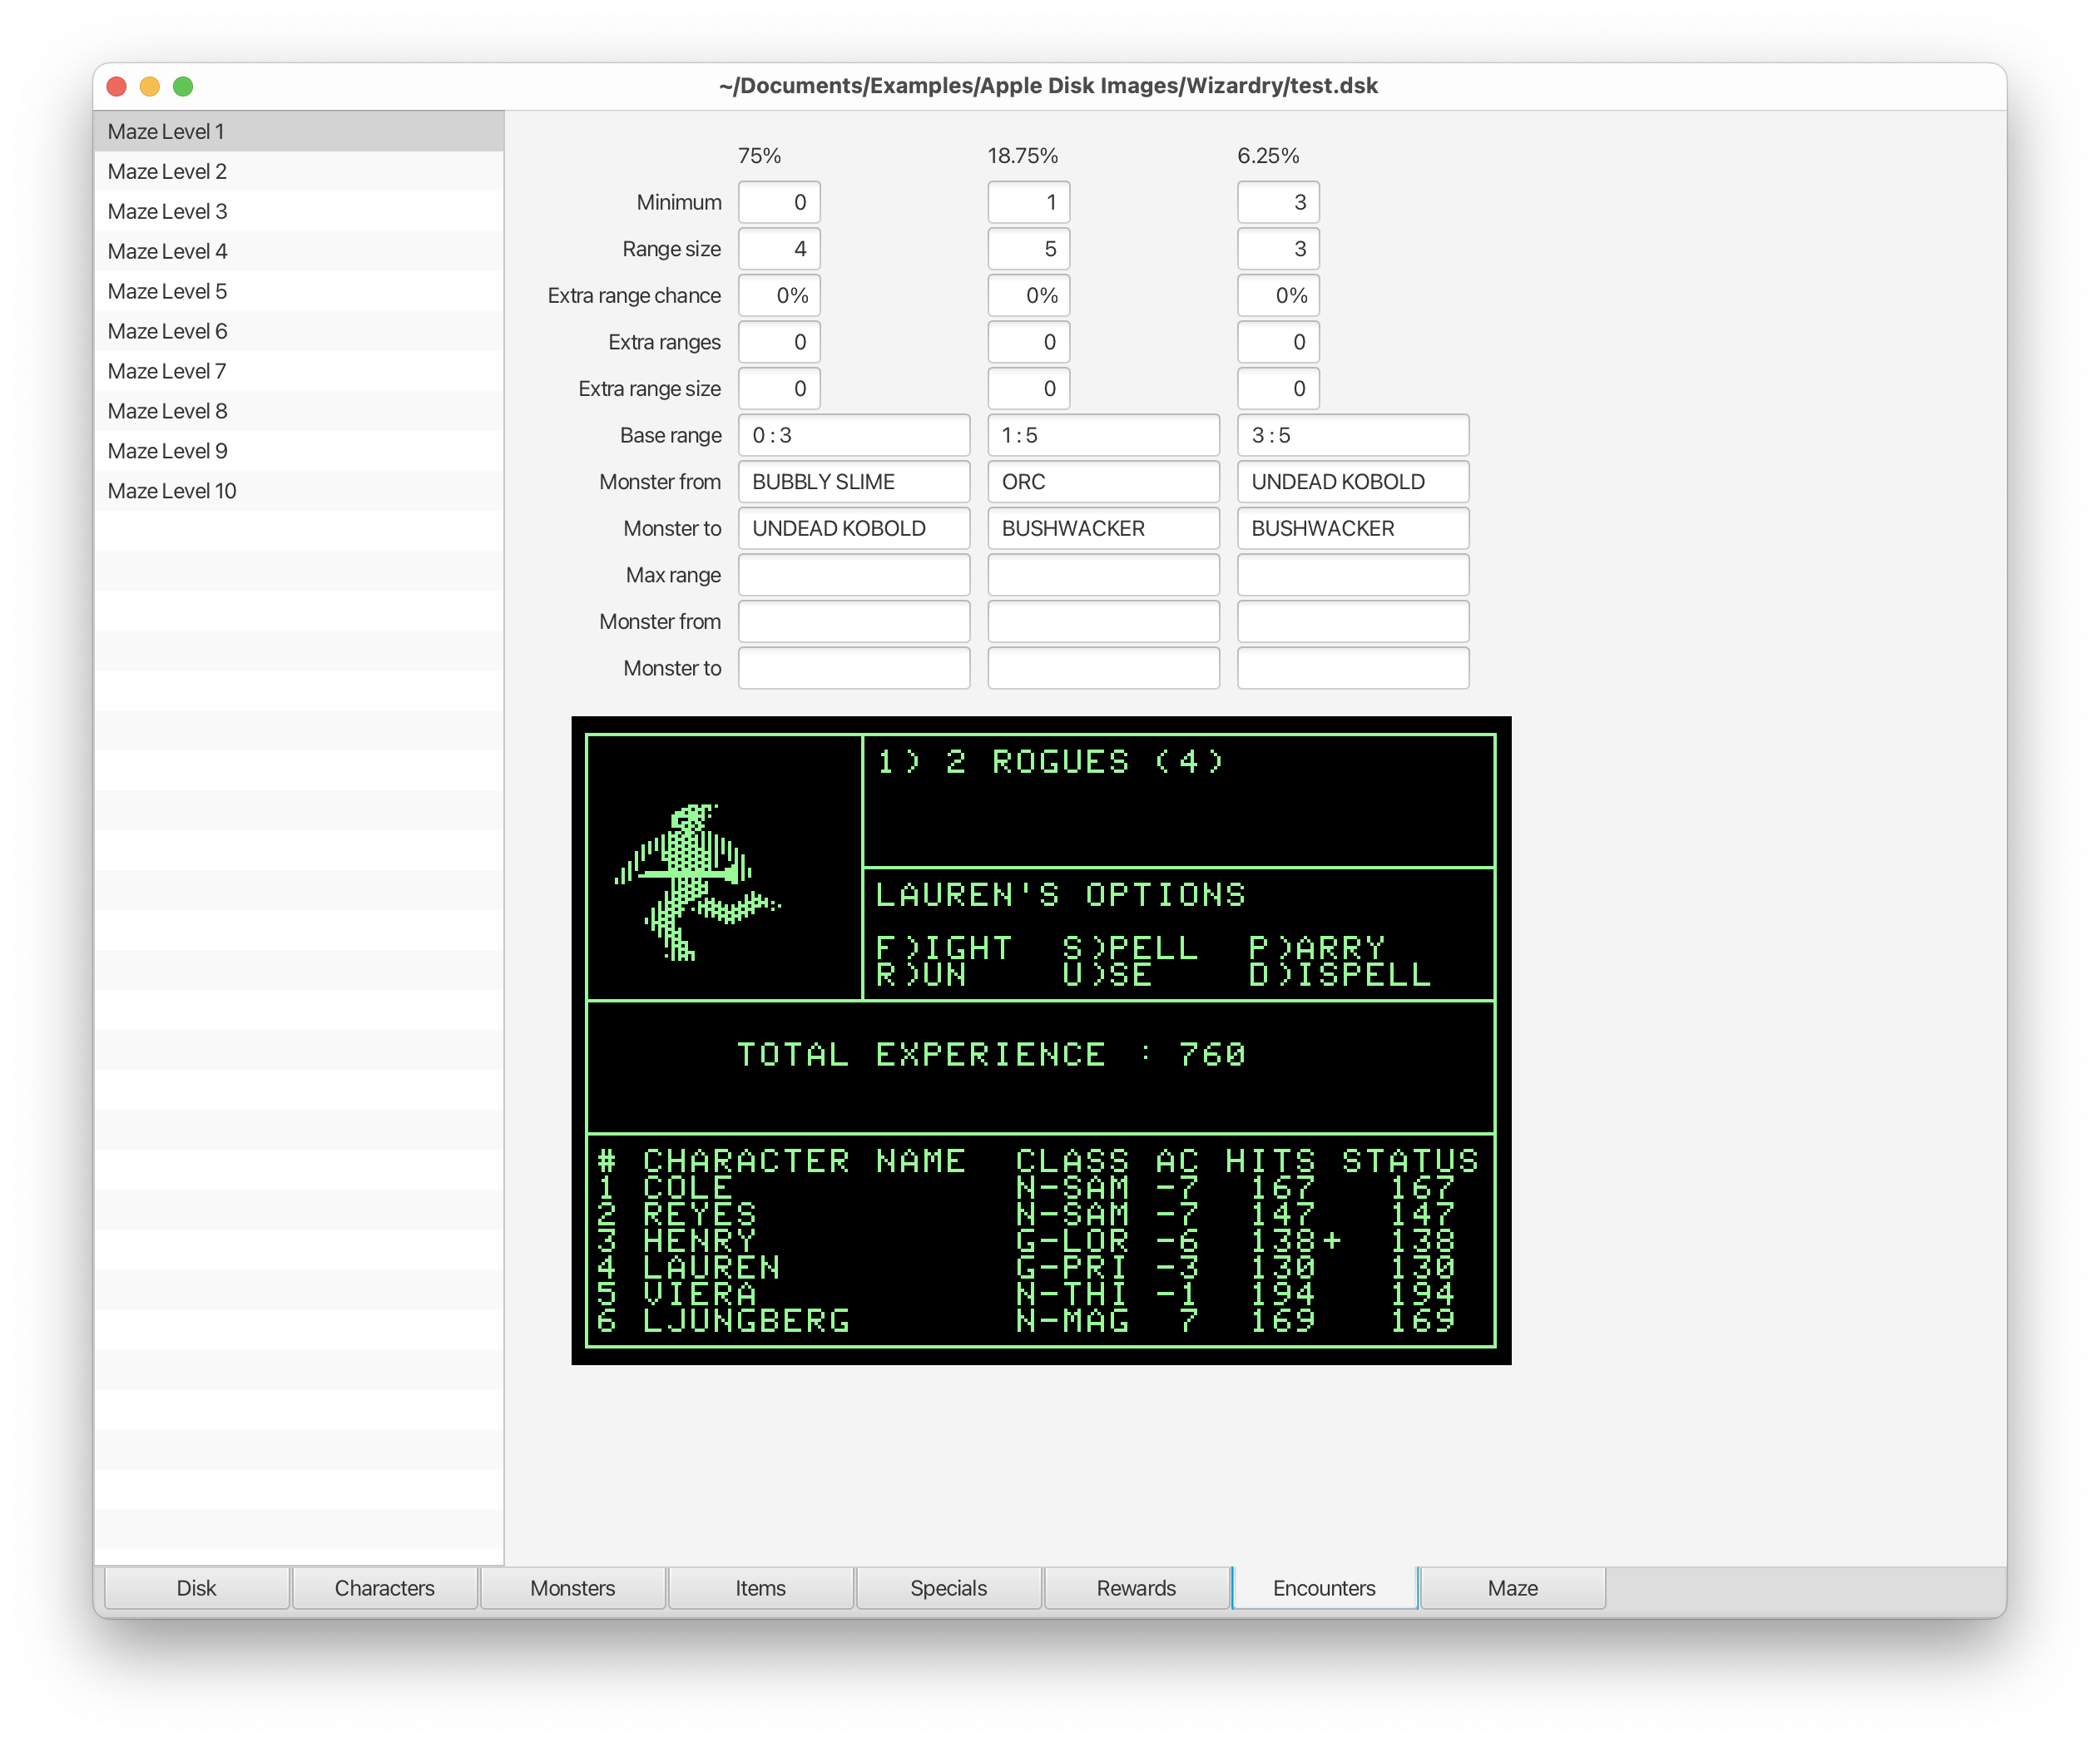 ~/Documents/Examples/Apple Disk Images/Wizardry/test.dsk
Maze Level 1
Maze Level 2
Maze Level 3
Maze Level 4
Maze Level 5
Maze Level 6
Maze Level 7
Maze Level 8
Maze Level 9
Maze Level 10
75% 18.75% 6.25%
Minimum 0 1 3
Range size 4 5 3
Extra range chance 0% 0% 0%
Extra ranges 0 0 0
Extra range size 0 0 0
Base range 0 : 3 1 : 5 3 : 5
Monster from BUBBLY SLIME ORC UNDEAD KOBOLD
Monster to UNDEAD KOBOLD BUSHWACKER BUSHWACKER
Max range
Monster from
Monster to
1) 2 ROGUES (4)
LAUREN'S OPTIONS
F)IGHT S)PELL P)ARRY
R)UN U)SE D)ISPELL
TOTAL EXPERIENCE : 760
# CHARACTER NAME CLASS AC HITS STATUS
1 COLE N-SAM -7 167 167
2 REYES N-SAM -7 147 147
3 HENRY G-LOR -6 138+ 138
4 LAUREN G-PRI -3 130 130
5 VIERA N-THI -1 194 194
6 LJUNGBERG N-MAG 7 169 169
Disk Characters Monsters Items Specials Rewards Encounters Maze